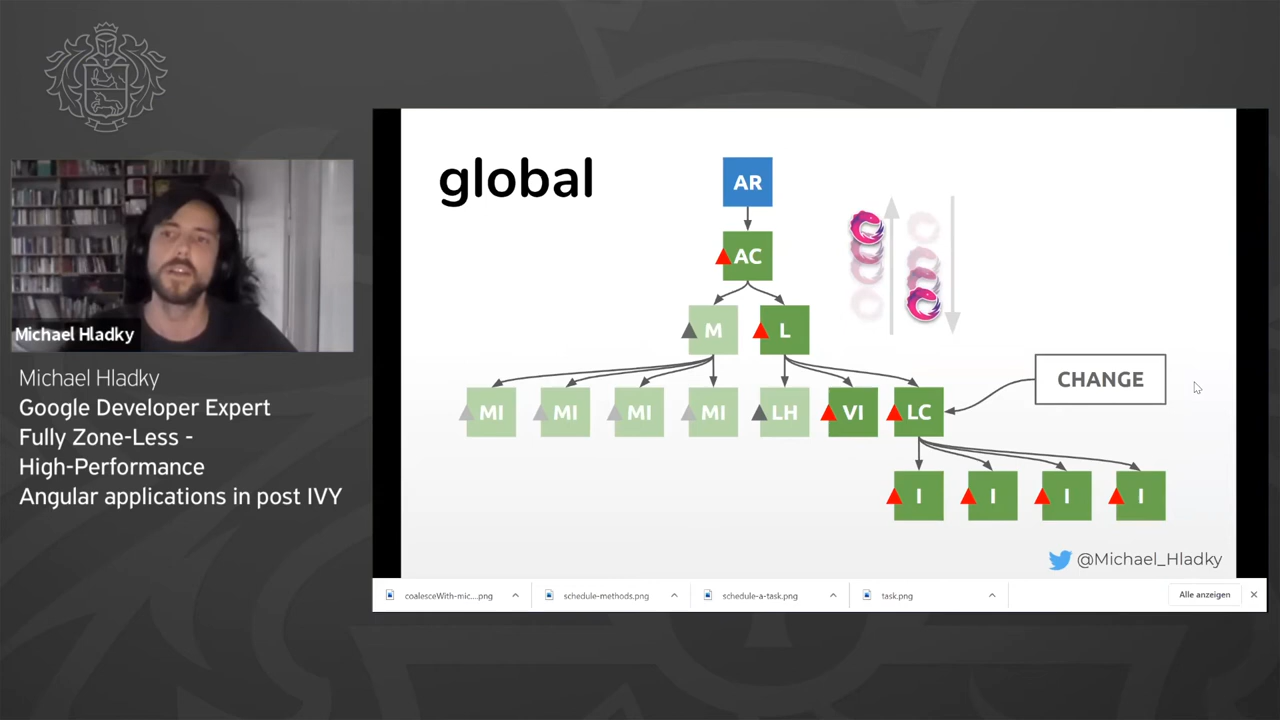 global
AR
AC
M
L
MI
MI
MI
MI
LH
VI
LC
CHANGE
I
I
I
I
@Michael_Hladky
Michael Hladky
Michael Hladky
Google Developer Expert
Fully Zone-Less -
High-Performance
Angular applications in post IVY
coalesceWith-mic....png
schedule-methods.png
schedule-a-task.png
task.png
Alle anzeigen